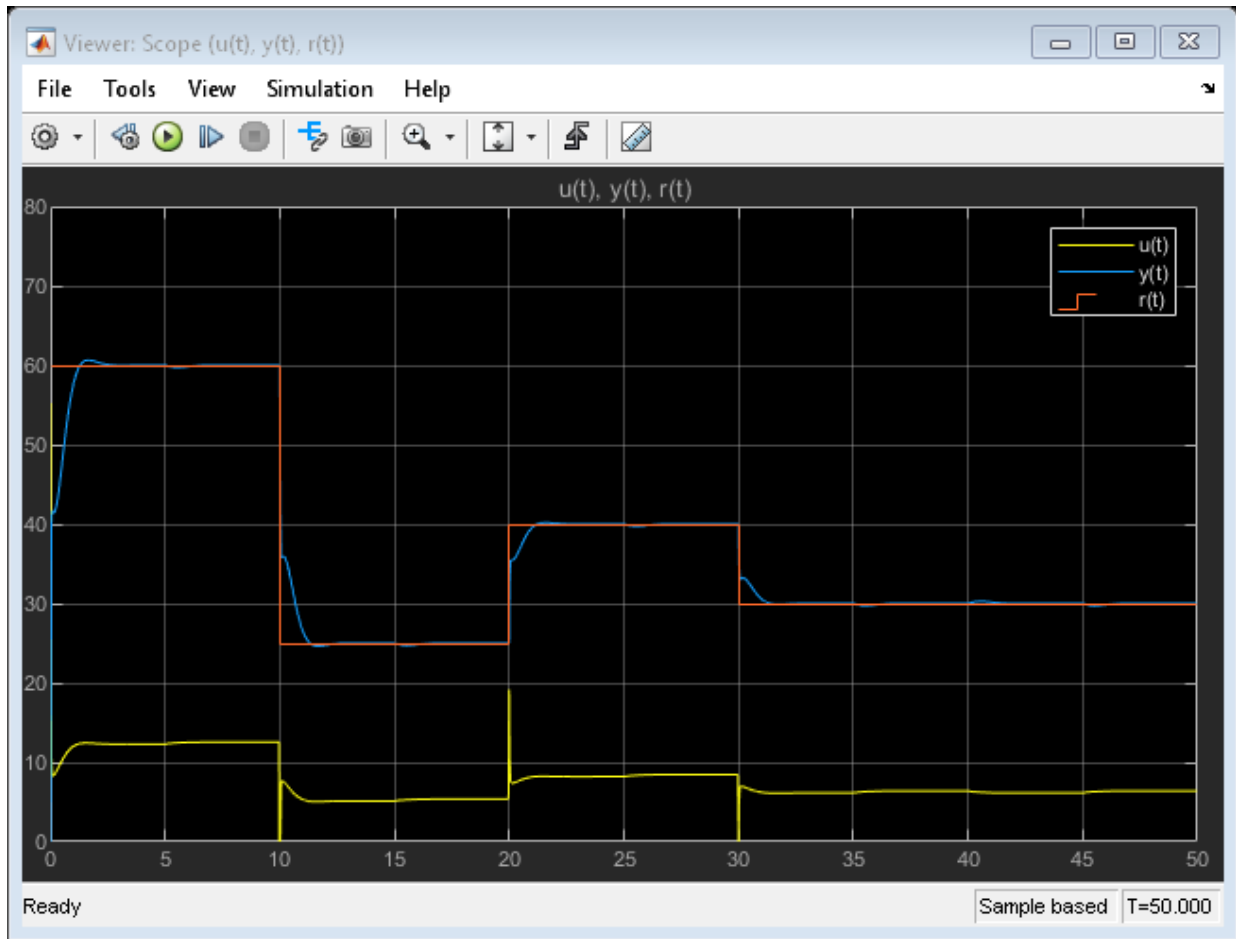 Viewer: Scope (u(t), y(t), r(t))
File Tools View Simulation Help
u(t), y(t), r(t)
80
70
60
50
40
30
20
10
0
u(t)
y(t)
r(t)
0 5 10 15 20 25 30 35 40 45 50
Ready Sample based T=50.000